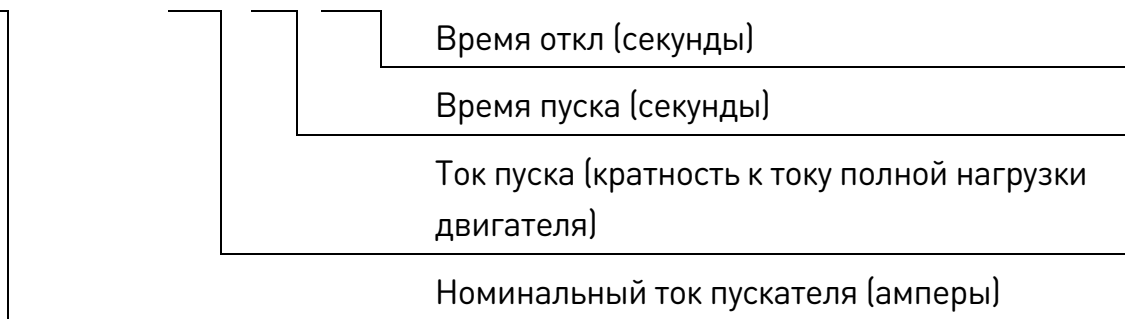 Время откл (секунды)
Время пуска (секунды)
Ток пуска (кратность к току полной нагрузки
двигателя)
Номинальный ток пускателя (амперы)